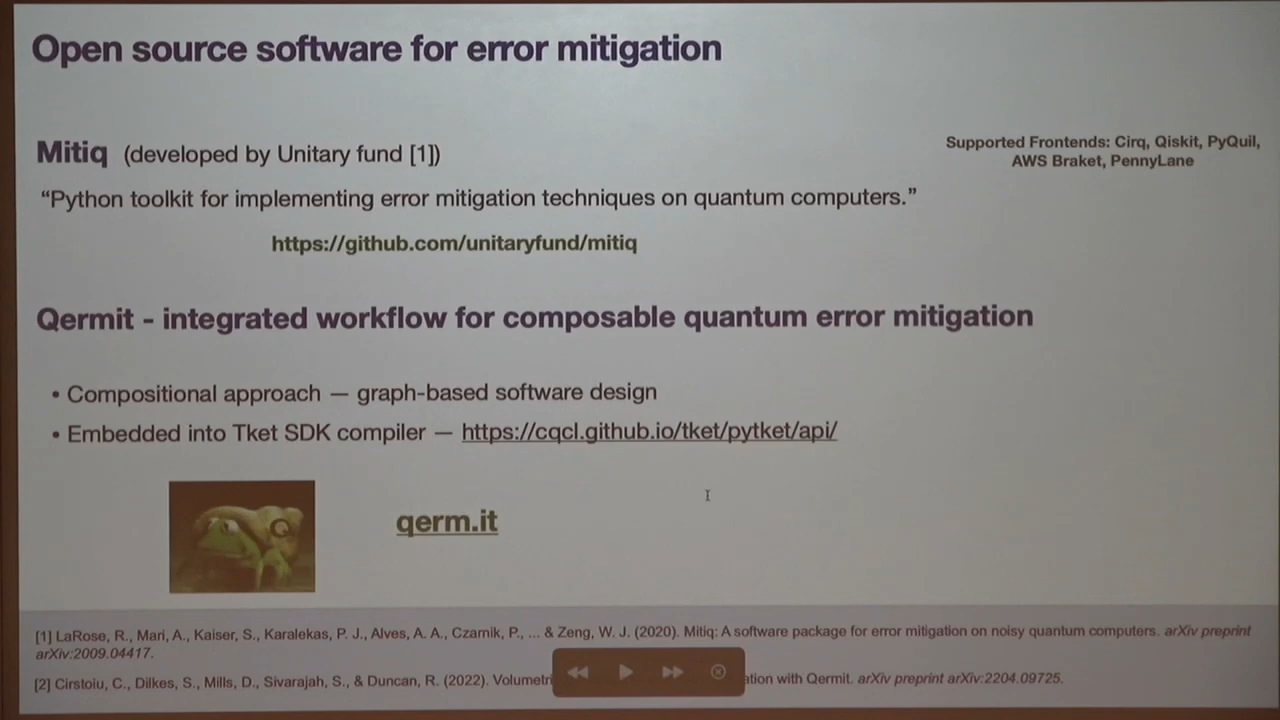 Open source software for error mitigation
Mitiq (developed by Unitary fund [1])
Supported Frontends: Cirq, Qiskit, PyQuil,
AWS Braket, PennyLane
“Python toolkit for implementing error mitigation techniques on quantum computers.”
https://github.com/unitaryfund/mitiq
Qermit - integrated workflow for composable quantum error mitigation
• Compositional approach — graph-based software design
• Embedded into Tket SDK compiler — https://cqcl.github.io/tket/pytket/api/
Q
qerm.it
[1] LaRose, R., Mari, A., Kaiser, S., Karalekas, P. J., Alves, A. A., Czarnik, P., ... & Zeng, W. J. (2020). Mitiq: A software package for error mitigation on noisy quantum computers. arXiv preprint
arXiv:2009.04417.
[2] Cirstoiu, C., Dilkes, S., Mills, D., Sivarajah, S., & Duncan, R. (2022). Volumetri ation with Qermit. arXiv preprint arXiv:2204.09725.